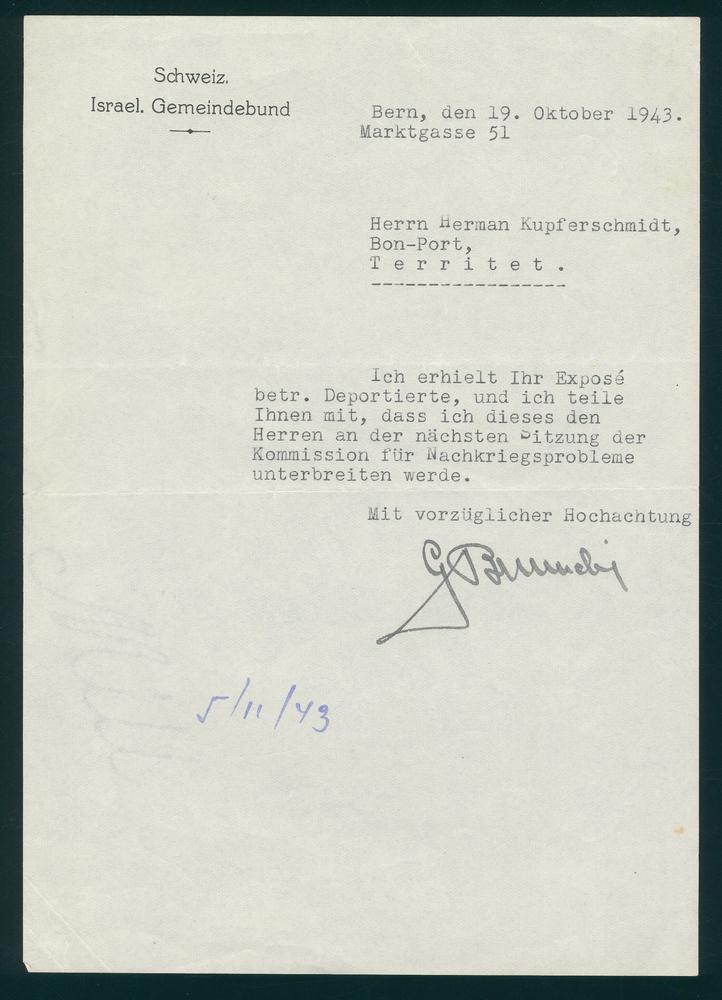 Schweiz.
Israel. Gemeindebund
Bern, den 19. Oktober 1943.
Marktgasse 51
Herrn Herman Kupferschmidt,
Bon-Port,
Territet.
Ich erhielt Ihr Exposé
betr. Deportierte, und ich teile
Ihnen mit, dass ich dieses den
Herren an der nächsten Sitzung der
Kommission für Nachkriegsprobleme
unterbreiten werde.
Mit vorzüglicher Hochachtung
5/11/43